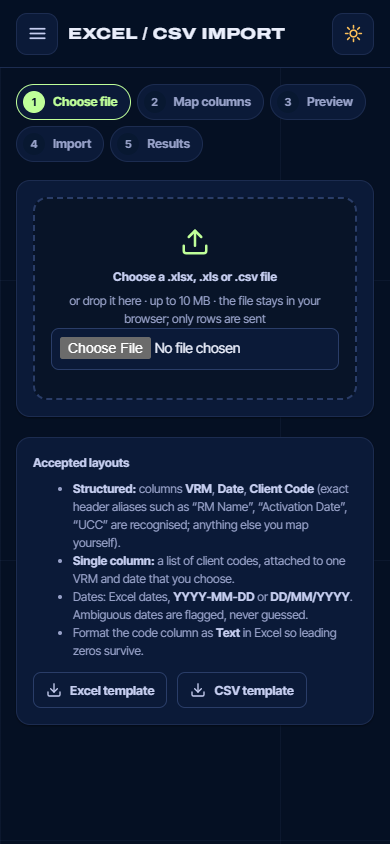 EXCEL / CSV IMPORT
1 Choose file
2 Map columns
3 Preview
4 Import
5 Results
Choose a .xlsx, .xls or .csv file
or drop it here · up to 10 MB · the file stays in your
browser; only rows are sent
Choose File No file chosen
Accepted layouts
• Structured: columns VRM, Date, Client Code (exact
header aliases such as “RM Name”, “Activation Date”,
“UCC” are recognised; anything else you map
yourself).
• Single column: a list of client codes, attached to one
VRM and date that you choose.
• Dates: Excel dates, YYYY-MM-DD or DD/MM/YYYY.
Ambiguous dates are flagged, never guessed.
• Format the code column as Text in Excel so leading
zeros survive.
Excel template
CSV template